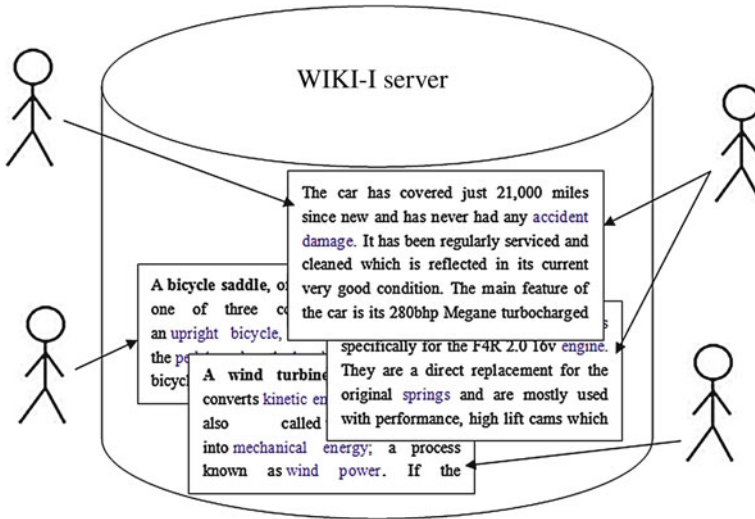 WIKI-I server
The car has covered just 21,000 miles
since new and has never had any accident
damage. It has been regularly serviced and
cleaned which is reflected in its current
very good condition. The main feature of
the car is its 280bhp Megane turbocharged
A bicycle saddle,
one of three
an upright bicycle,
the
specifically for the F4R 2.0 16v engine.
They are a direct replacement for the
original springs and are mostly used
with performance, high lift cams which
A wind turbine
converts kinetic
also called
into mechanical energy; a process
known as wind power. If the